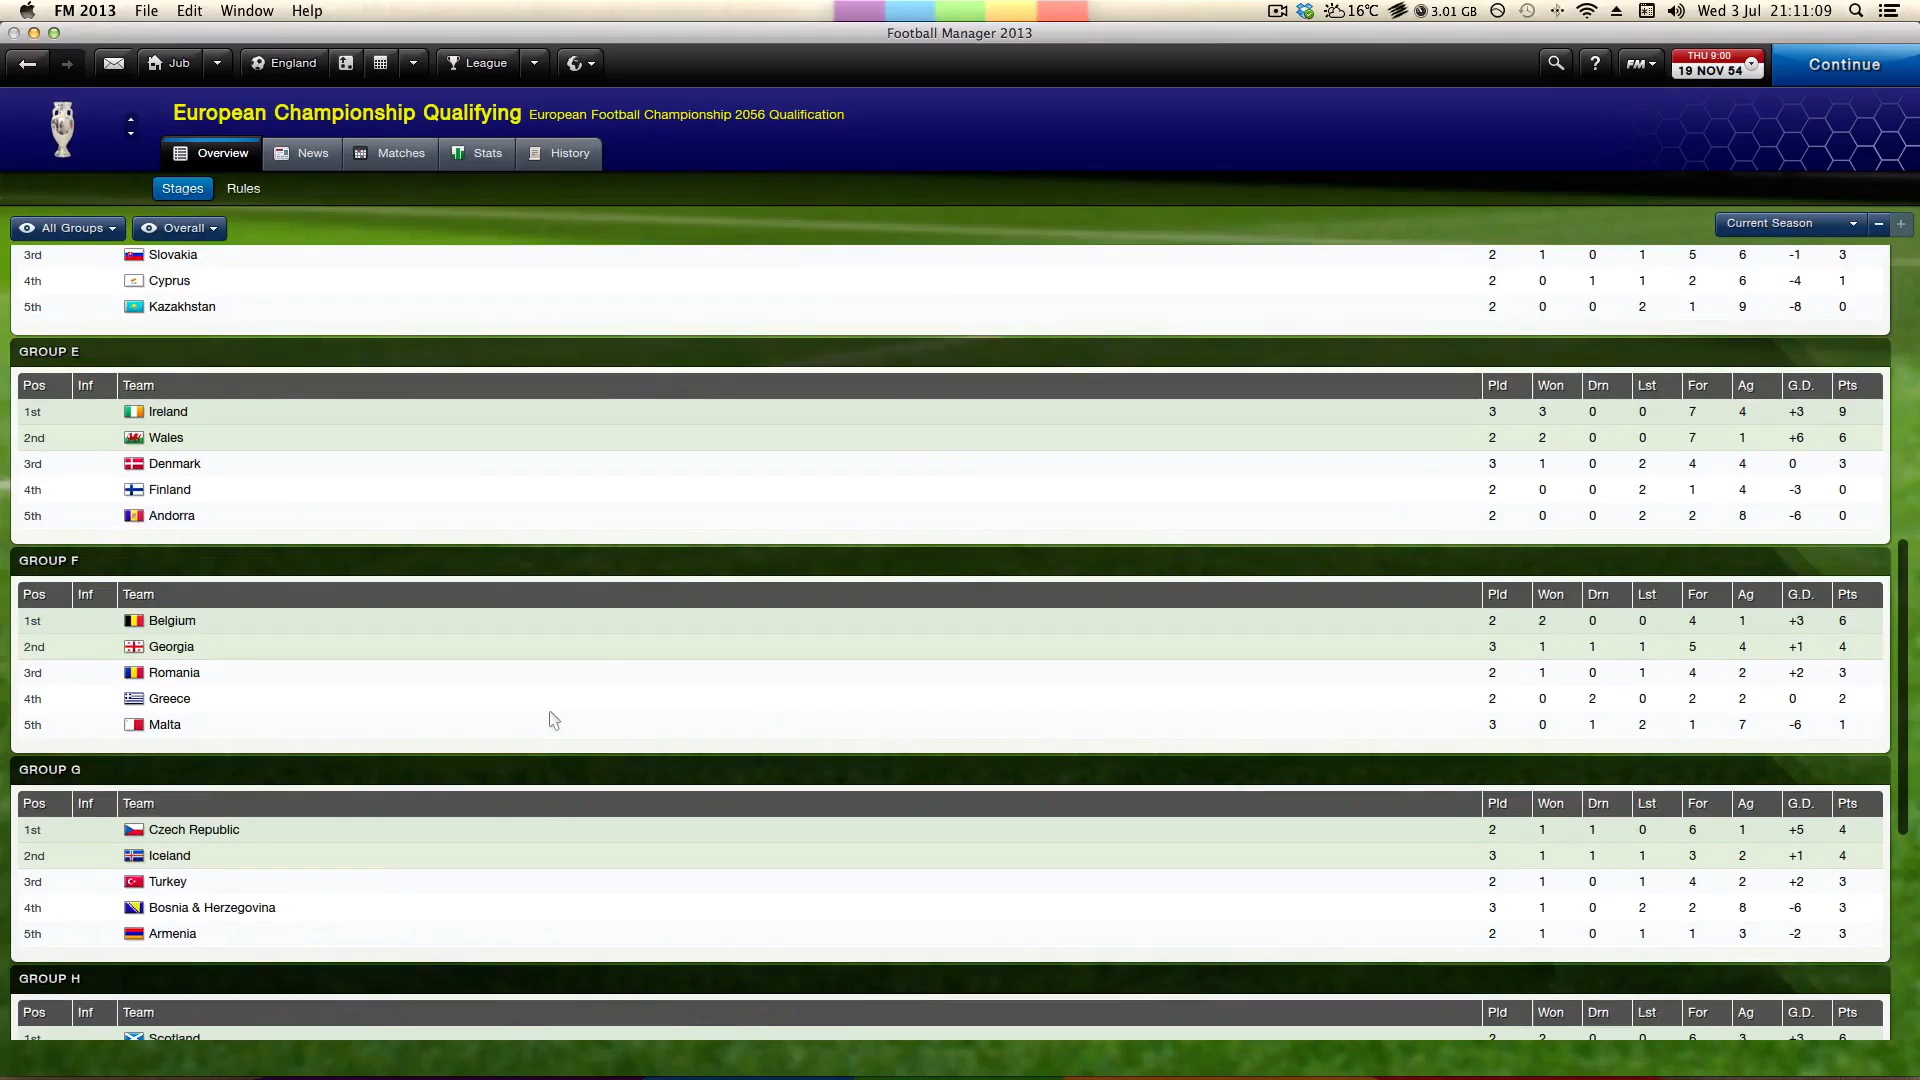 FM 2013 File Edit Window Help 16°C 3.01 GB Wed 3 Jul 21:11:09
Football Manager 2013
Jub England League ? FM THU 9:00 19 NOV 54 Continue
European Championship Qualifying European Football Championship 2056 Qualification
Overview News Matches Stats History
Stages Rules
All Groups Overall Current Season
3rd Slovakia 2 1 0 1 5 6 -1 3
4th Cyprus 2 0 1 1 2 6 -4 1
5th Kazakhstan 2 0 0 2 1 9 -8 0
GROUP E
Pos Inf Team Pld Won Drn Lst For Ag G.D. Pts
1st Ireland 3 3 0 0 7 4 +3 9
2nd Wales 2 2 0 0 7 1 +6 6
3rd Denmark 3 1 0 2 4 4 0 3
4th Finland 2 0 0 2 1 4 -3 0
5th Andorra 2 0 0 2 2 8 -6 0
GROUP F
Pos Inf Team Pld Won Drn Lst For Ag G.D. Pts
1st Belgium 2 2 0 0 4 1 +3 6
2nd Georgia 3 1 1 1 5 4 +1 4
3rd Romania 2 1 0 1 4 2 +2 3
4th Greece 2 0 2 0 2 2 0 2
5th Malta 3 0 1 2 1 7 -6 1
GROUP G
Pos Inf Team Pld Won Drn Lst For Ag G.D. Pts
1st Czech Republic 2 1 1 0 6 1 +5 4
2nd Iceland 3 1 1 1 3 2 +1 4
3rd Turkey 2 1 0 1 4 2 +2 3
4th Bosnia & Herzegovina 3 1 0 2 2 8 -6 3
5th Armenia 2 1 0 1 1 3 -2 3
GROUP H
Pos Inf Team Pld Won Drn Lst For Ag G.D. Pts
1st Scotland 2 2 0 0 6 3 +3 6